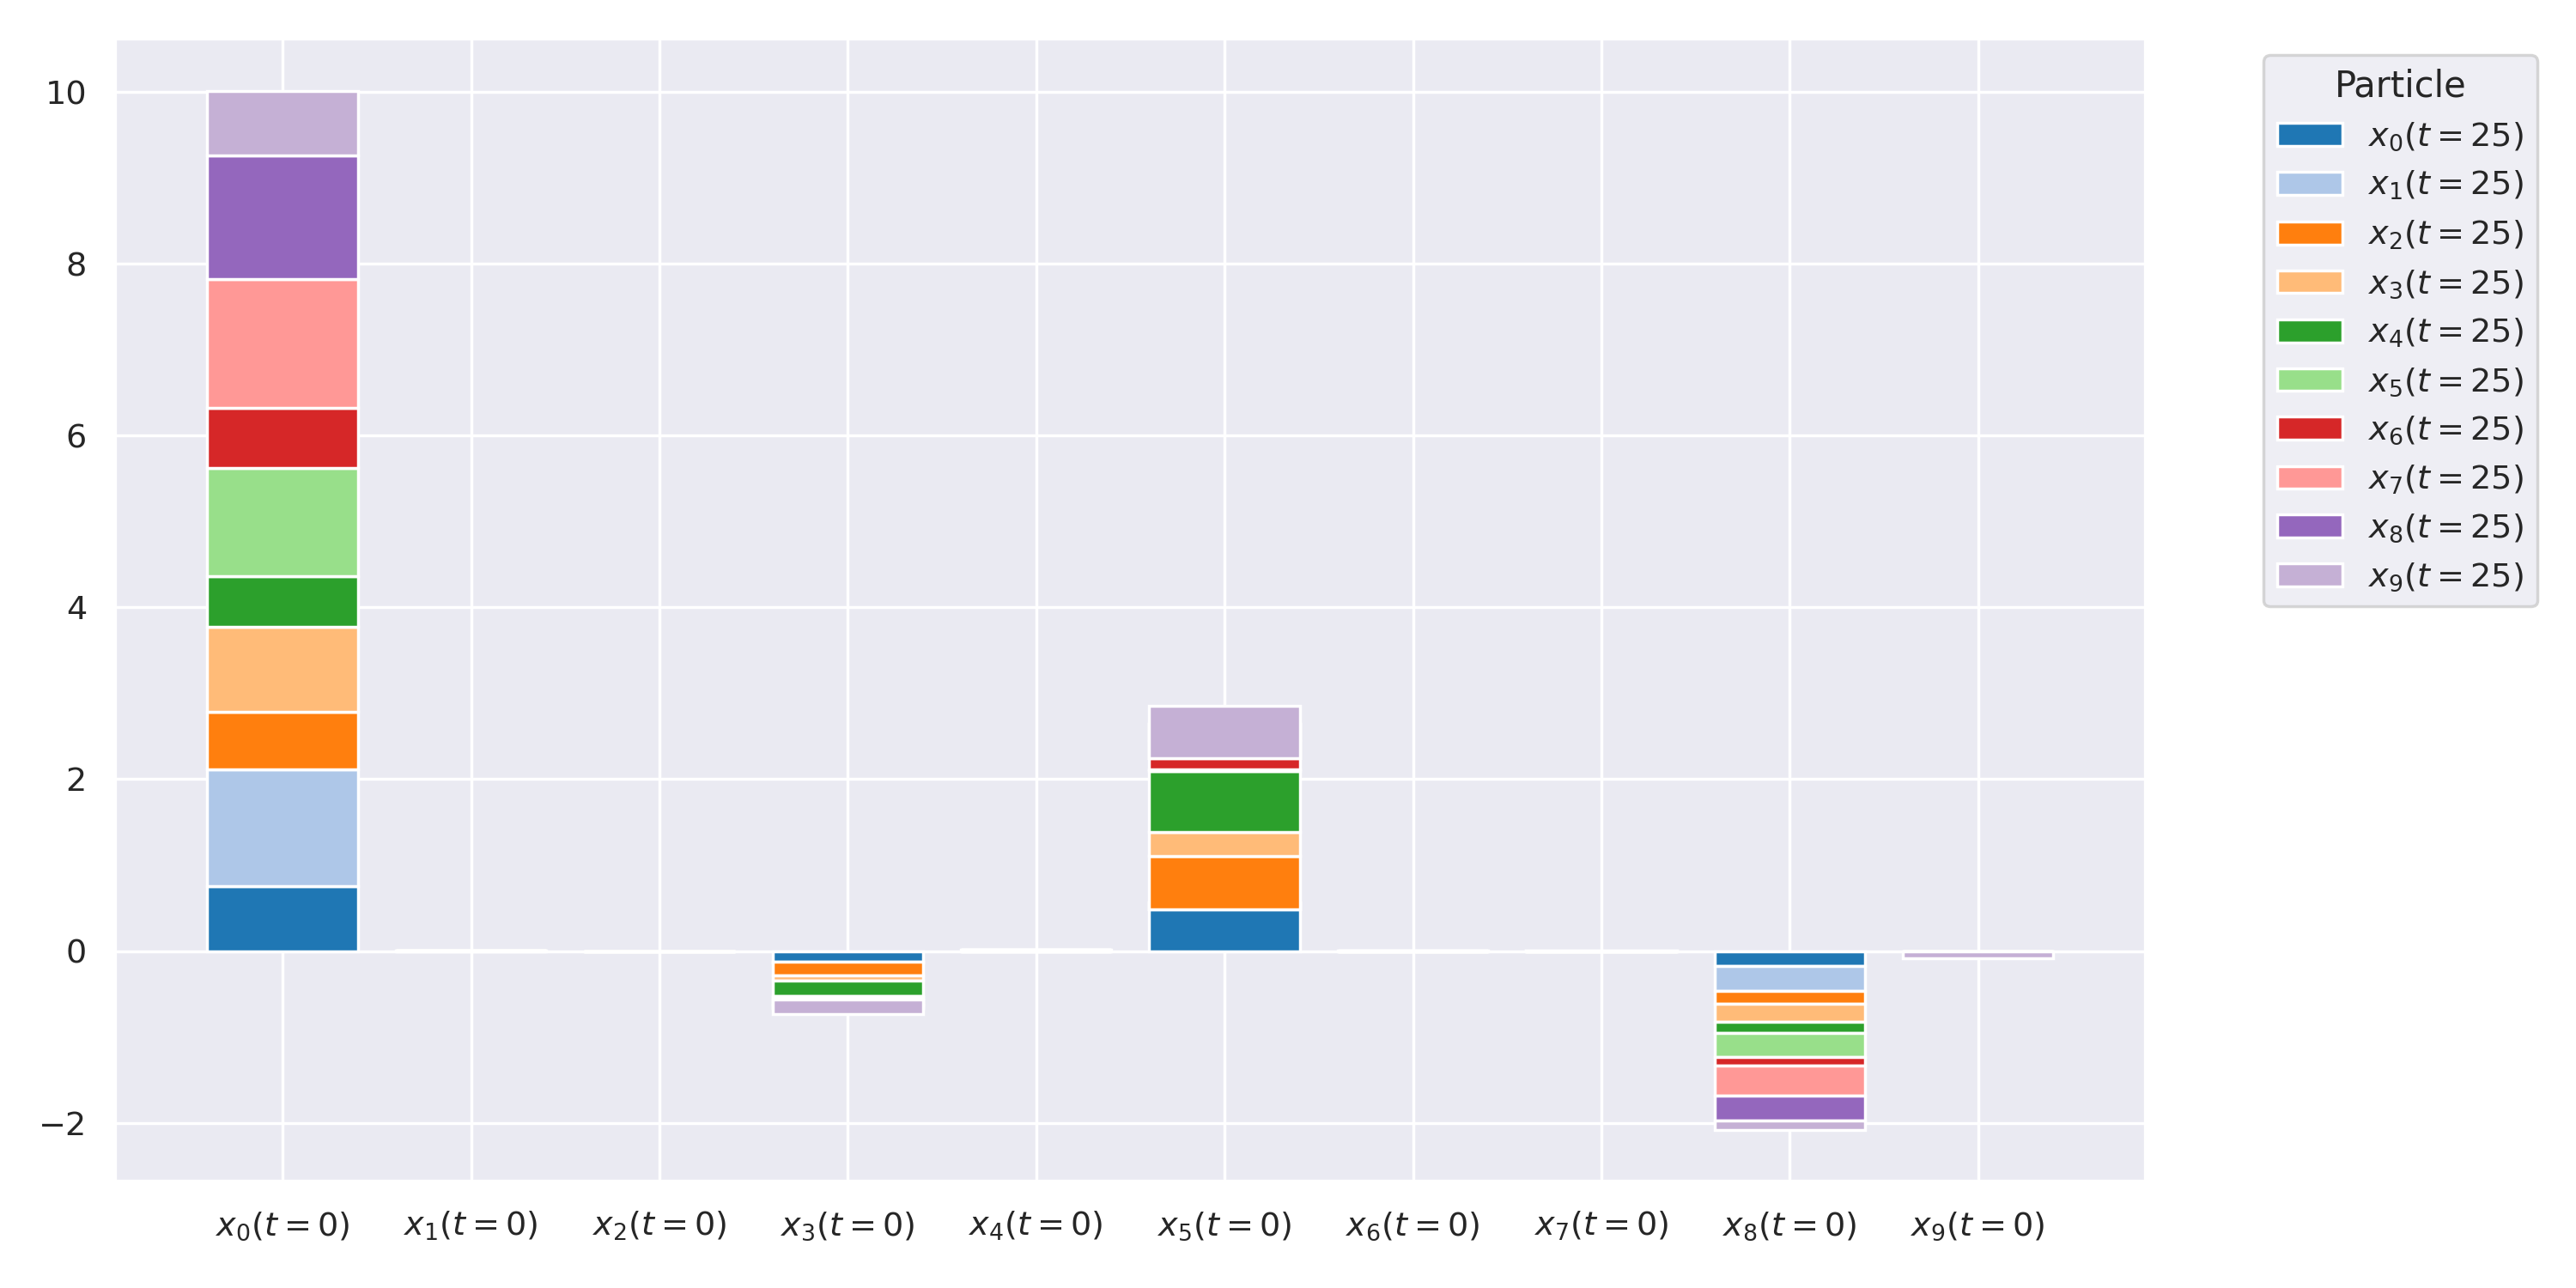 10
8
6
4
2
0
−2
x₀(t = 0) x₁(t = 0) x₂(t = 0) x₃(t = 0) x₄(t = 0) x₅(t = 0) x₆(t = 0) x₇(t = 0) x₈(t = 0) x₉(t = 0)
Particle
x₀(t = 25)
x₁(t = 25)
x₂(t = 25)
x₃(t = 25)
x₄(t = 25)
x₅(t = 25)
x₆(t = 25)
x₇(t = 25)
x₈(t = 25)
x₉(t = 25)